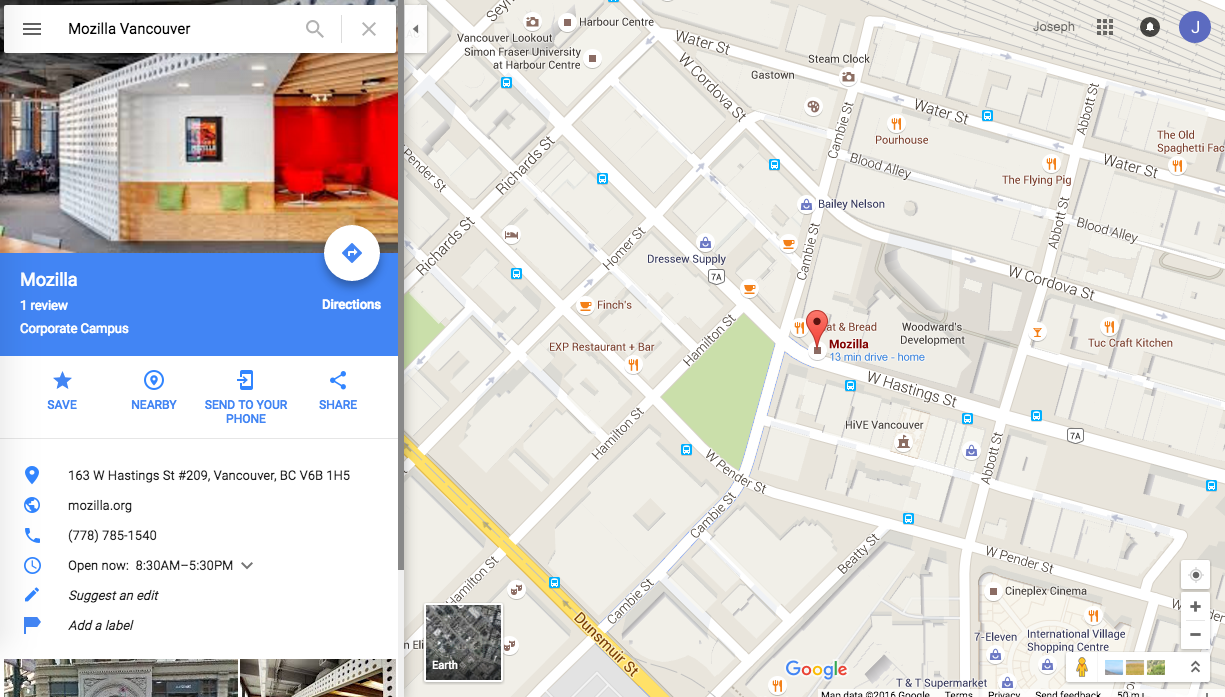 Mozilla Vancouver
Mozilla
1 review
Corporate Campus
Directions
SAVE
NEARBY
SEND TO YOUR
PHONE
SHARE
163 W Hastings St #209, Vancouver, BC V6B 1H5
mozilla.org
(778) 785-1540
Open now: 8:30AM–5:30PM
Suggest an edit
Add a label
Joseph
J
Harbour Centre
Vancouver Lookout
Simon Fraser University
at Harbour Centre
Water St
W Cordova St
Steam Clock
Gastown
Cambie St
Water St
Abbott St
Pourhouse
The Old
Spaghetti Fac
Water St
Blood Alley
The Flying Pig
Richards St
Pender St
Bailey Nelson
Abbott St
Blood Alley
Richards St
Homer St
Dressew Supply
7A
Cambie St
W Cordova St
Finch's
Hamilton St
at & Bread
Mozilla
13 min drive - home
Woodward's
Development
Tuc Craft Kitchen
EXP Restaurant + Bar
W Hastings St
Hamilton St
HiVE Vancouver
7A
Abbott St
W Pender St
Cambie St
Beatty St
W Pender St
Hamilton St
Cambie St
Dunsmuir St
Cineplex Cinema
7-Eleven
International Village
Shopping Centre
T & T Supermarket
Earth
Google
Map data ©2016 Google
Terms
Privacy
Send feedback
50 m